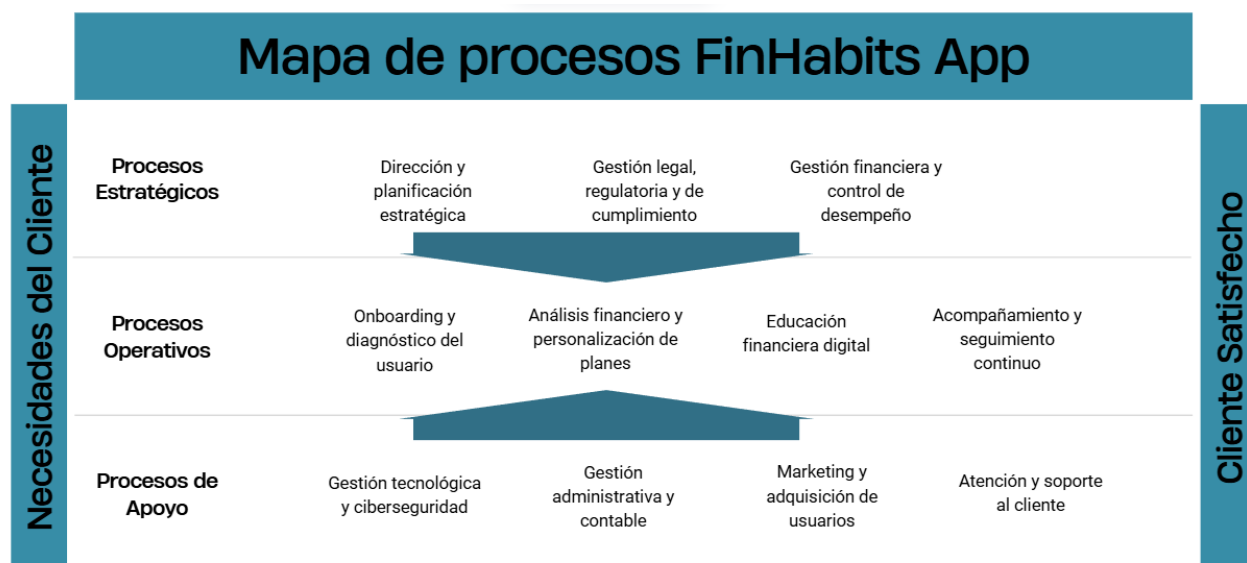 Mapa de procesos FinHabits App
Necesidades del Cliente
Procesos
Estratégicos
Dirección y
planificación
estratégica
Gestión legal,
regulatoria y de
cumplimiento
Gestión financiera y
control de
desempeño
Procesos
Operativos
Onboarding y
diagnóstico del
usuario
Análisis financiero y
personalización de
planes
Educación
financiera digital
Acompañamiento y
seguimiento
continuo
Procesos de
Apoyo
Gestión tecnológica
y ciberseguridad
Gestión
administrativa y
contable
Marketing y
adquisición de
usuarios
Atención y soporte
al cliente
Cliente Satisfecho